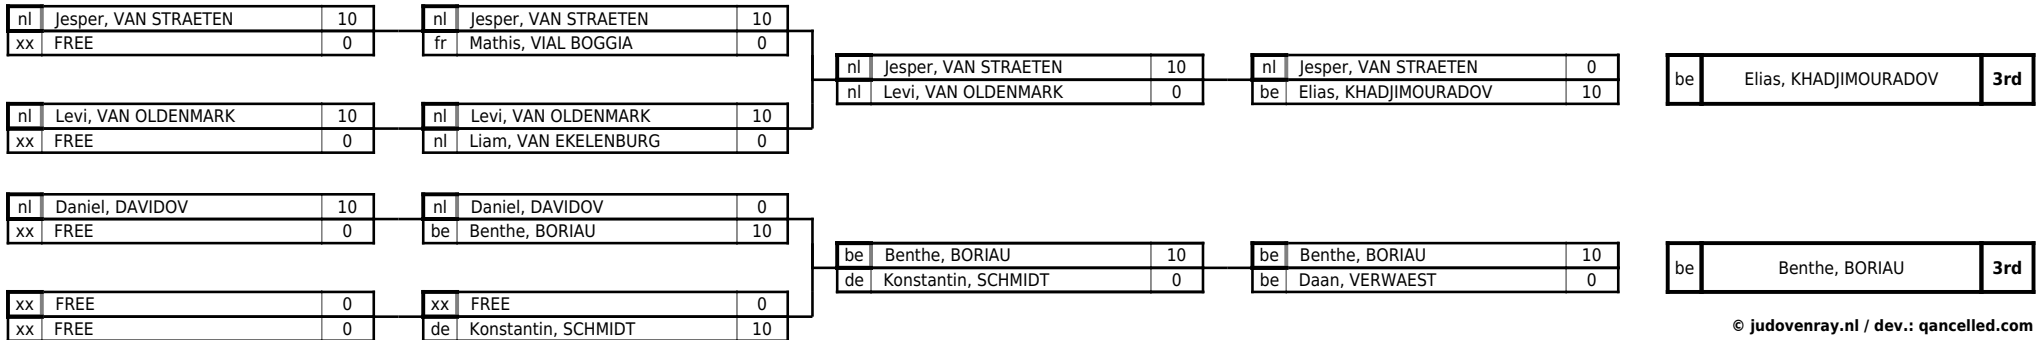 nl Jesper, VAN STRAETEN 10
xx FREE 0
nl Levi, VAN OLDENMARK 10
xx FREE 0
nl Daniel, DAVIDOV 10
xx FREE 0
xx FREE 0
xx FREE 0
nl Jesper, VAN STRAETEN 10
fr Mathis, VIAL BOGGIA 0
nl Levi, VAN OLDENMARK 10
nl Liam, VAN EKELENBURG 0
nl Daniel, DAVIDOV 0
be Benthe, BORIAU 10
xx FREE 0
de Konstantin, SCHMIDT 10
nl Jesper, VAN STRAETEN 10
nl Levi, VAN OLDENMARK 0
be Benthe, BORIAU 10
de Konstantin, SCHMIDT 0
nl Jesper, VAN STRAETEN 0
be Elias, KHADJIMOURADOV 10
be Benthe, BORIAU 10
be Daan, VERWAEST 0
be Elias, KHADJIMOURADOV 3rd
be Benthe, BORIAU 3rd
© judovenray.nl / dev.: qancelled.com